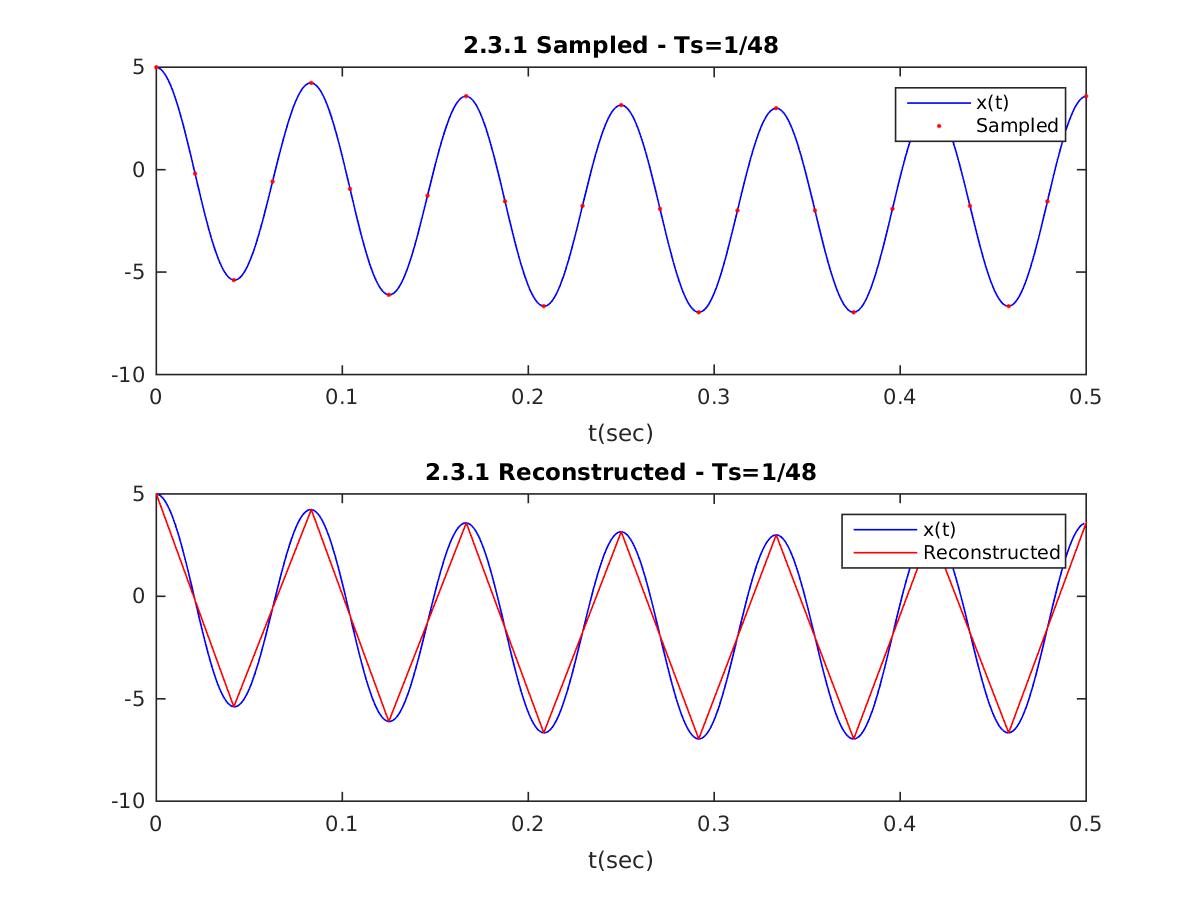 2.3.1 Sampled - Ts=1/48
5
0
-5
-10
x(t)
Sampled
0 0.1 0.2 0.3 0.4 0.5
t(sec)
2.3.1 Reconstructed - Ts=1/48
5
0
-5
-10
x(t)
Reconstructed
0 0.1 0.2 0.3 0.4 0.5
t(sec)